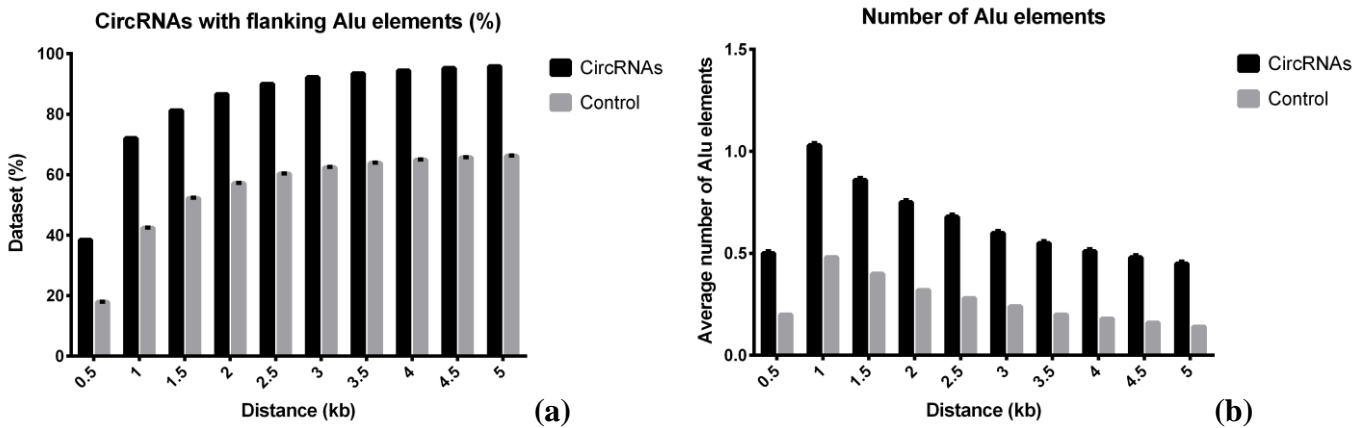 CircRNAs with flanking Alu elements (%)
Dataset (%)
100
80
60
40
20
0
0.5 1 1.5 2 2.5 3 3.5 4 4.5 5
Distance (kb)
CircRNAs
Control
(a)
Number of Alu elements
Average number of Alu elements
1.5
1.0
0.5
0.0
0.5 1 1.5 2 2.5 3 3.5 4 4.5 5
Distance (kb)
CircRNAs
Control
(b)